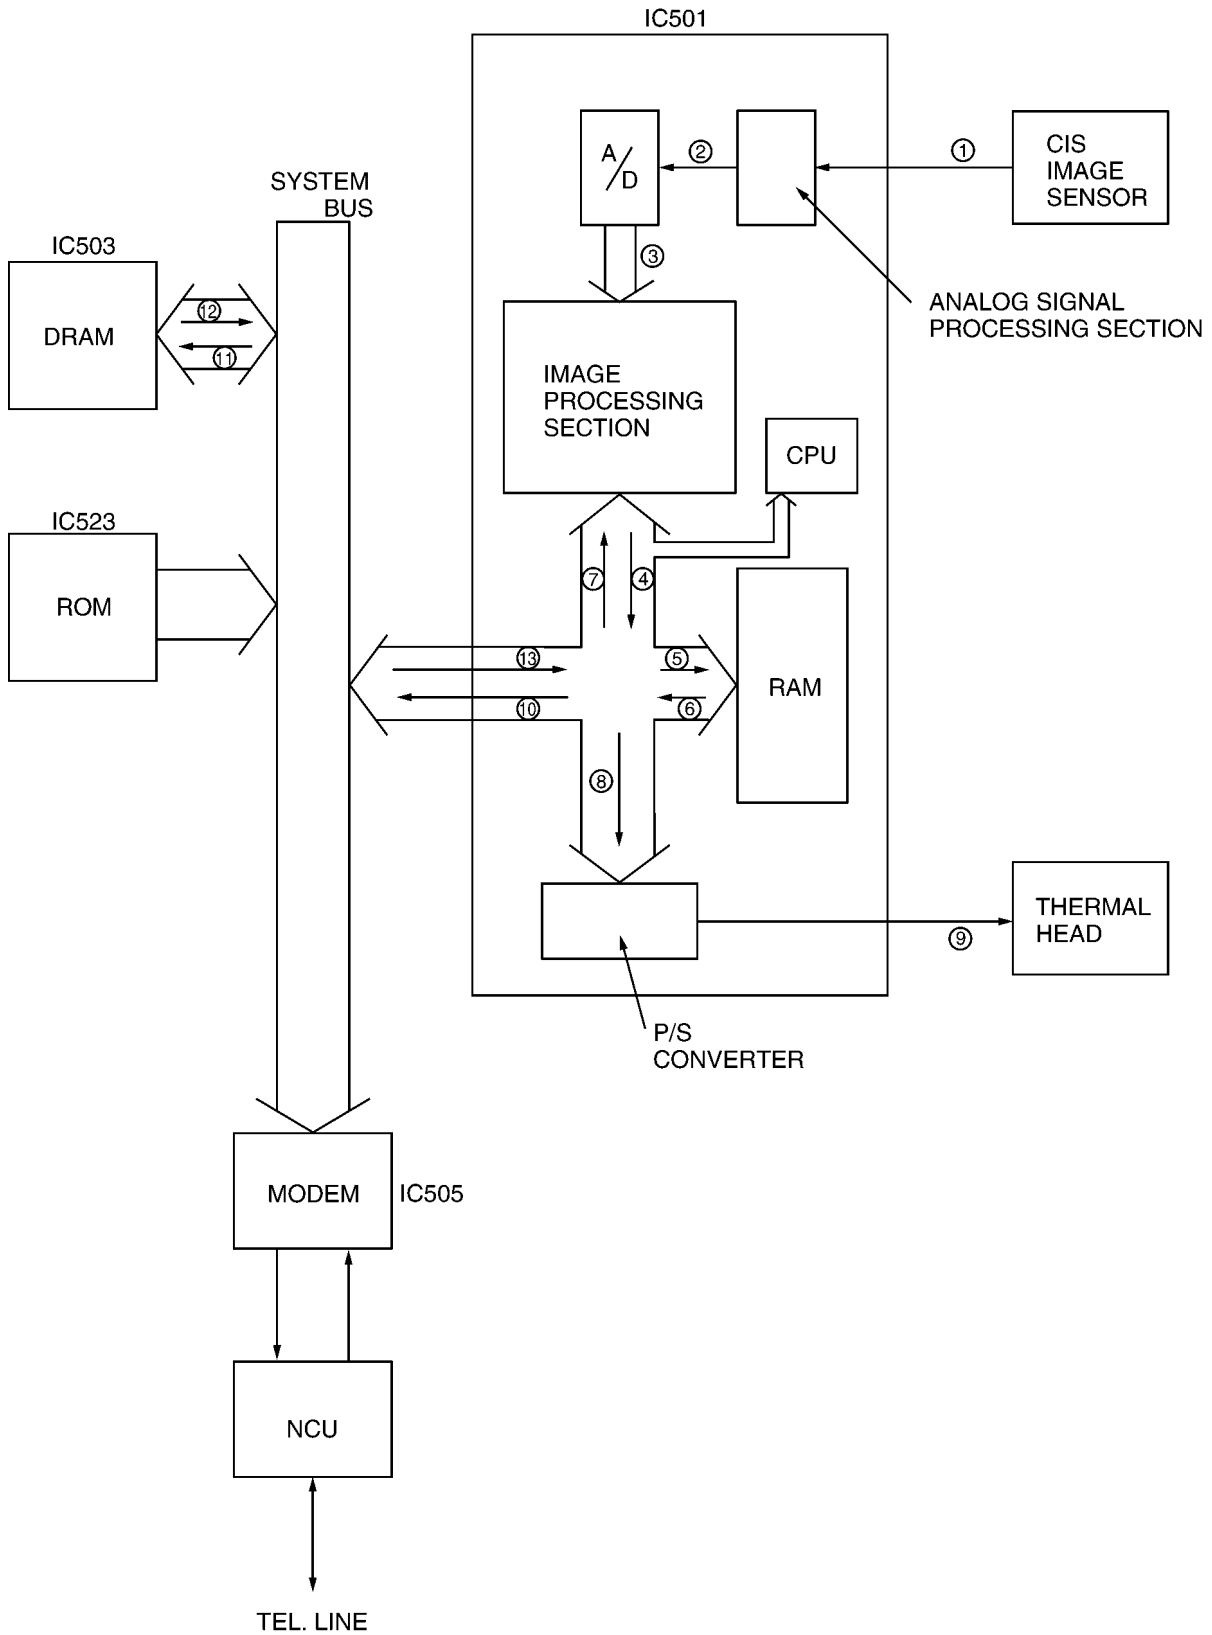 IC501
A/D
②
①
CIS
IMAGE
SENSOR
SYSTEM
BUS
IC503
③
DRAM
⑫
⑪
ANALOG SIGNAL
PROCESSING SECTION
IMAGE
PROCESSING
SECTION
CPU
IC523
ROM
⑦
④
⑬
⑤
RAM
⑩
⑥
⑧
THERMAL
HEAD
⑨
P/S
CONVERTER
MODEM
IC505
NCU
TEL. LINE